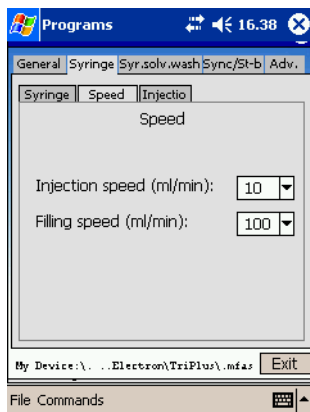 Programs 16.38
General Syringe Syr.solv.wash Sync/St-b Adv.
Syringe Speed Injectio
Speed
Injection speed (ml/min): 10
Filling speed (ml/min): 100
My Device:\. ..Electron\TriPlus\.mfas Exit
File Commands